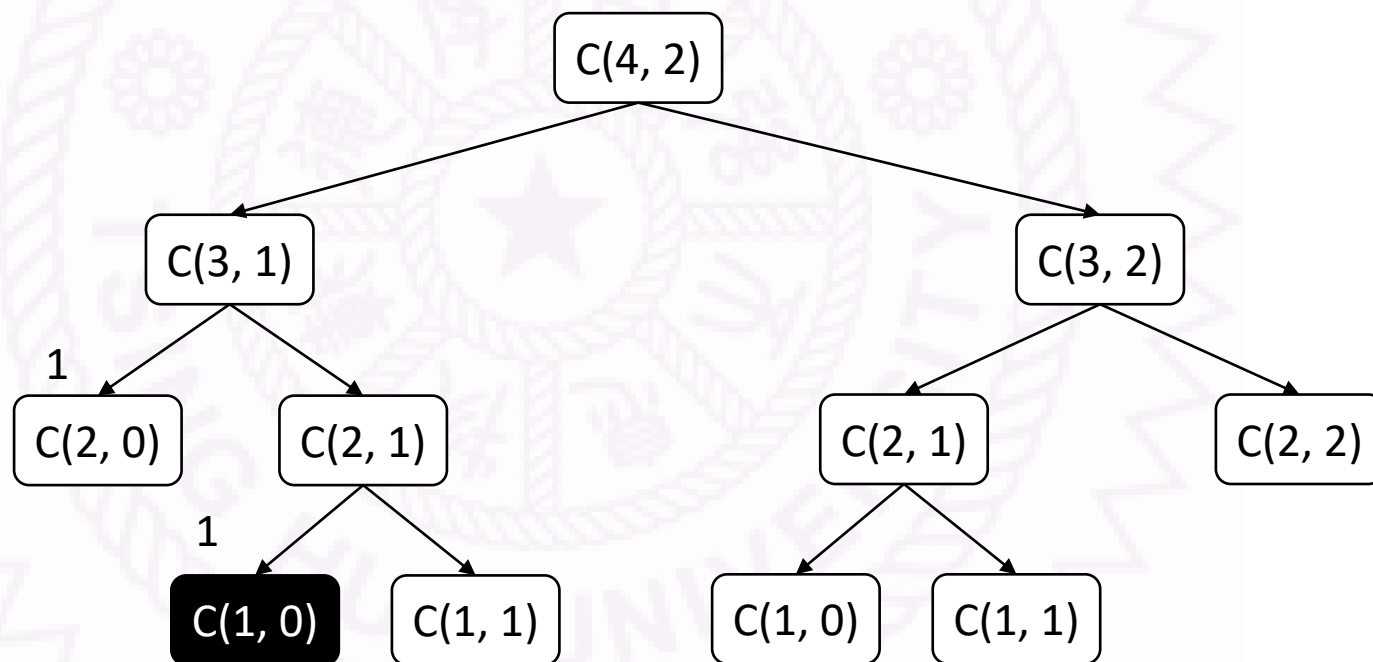 C(4, 2)
C(3, 1)
C(3, 2)
1
C(2, 0)
C(2, 1)
C(2, 1)
C(2, 2)
1
C(1, 0)
C(1, 1)
C(1, 0)
C(1, 1)